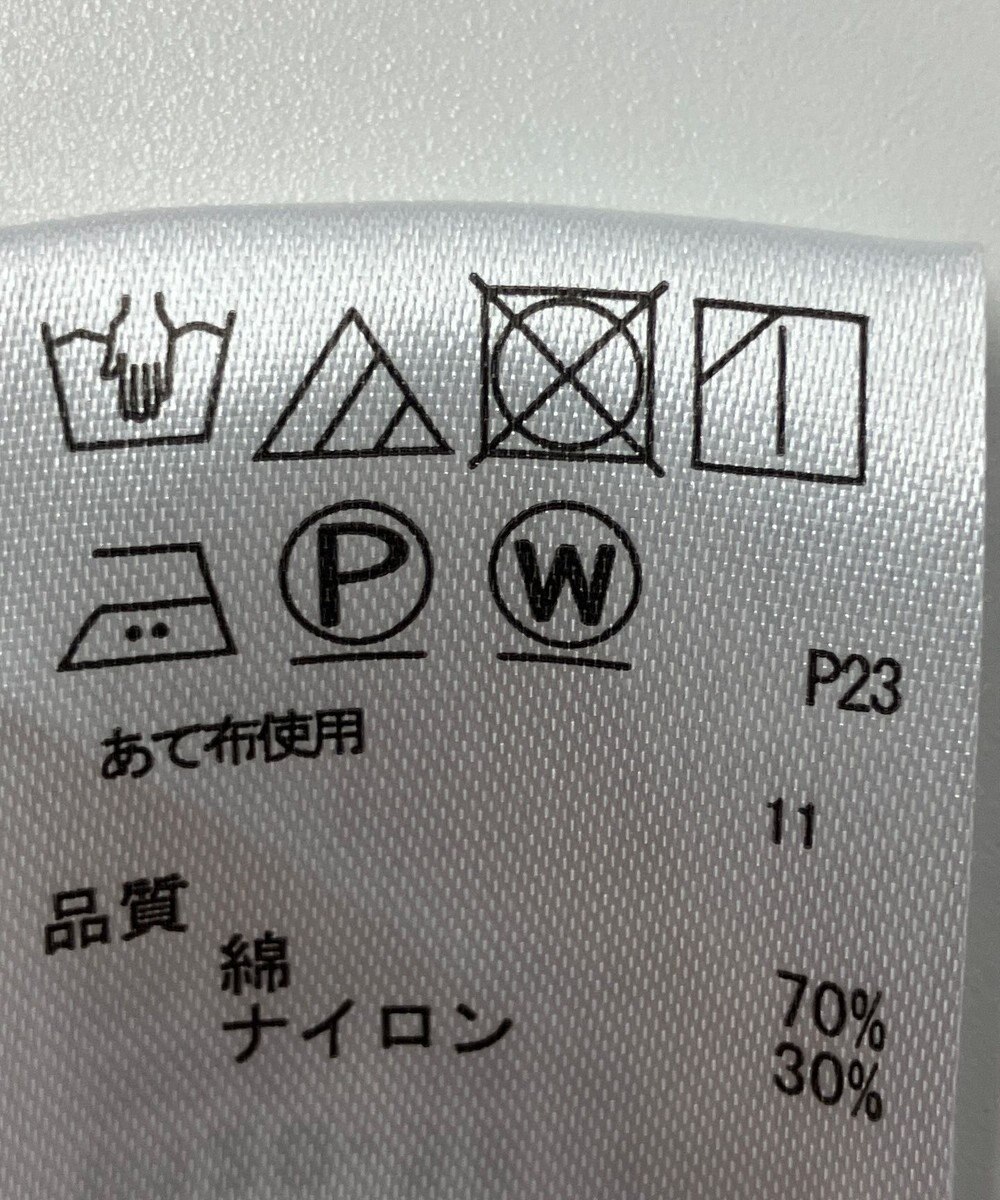 P W
P23
あて布使用
11
品質
綿 70%
ナイロン 30%